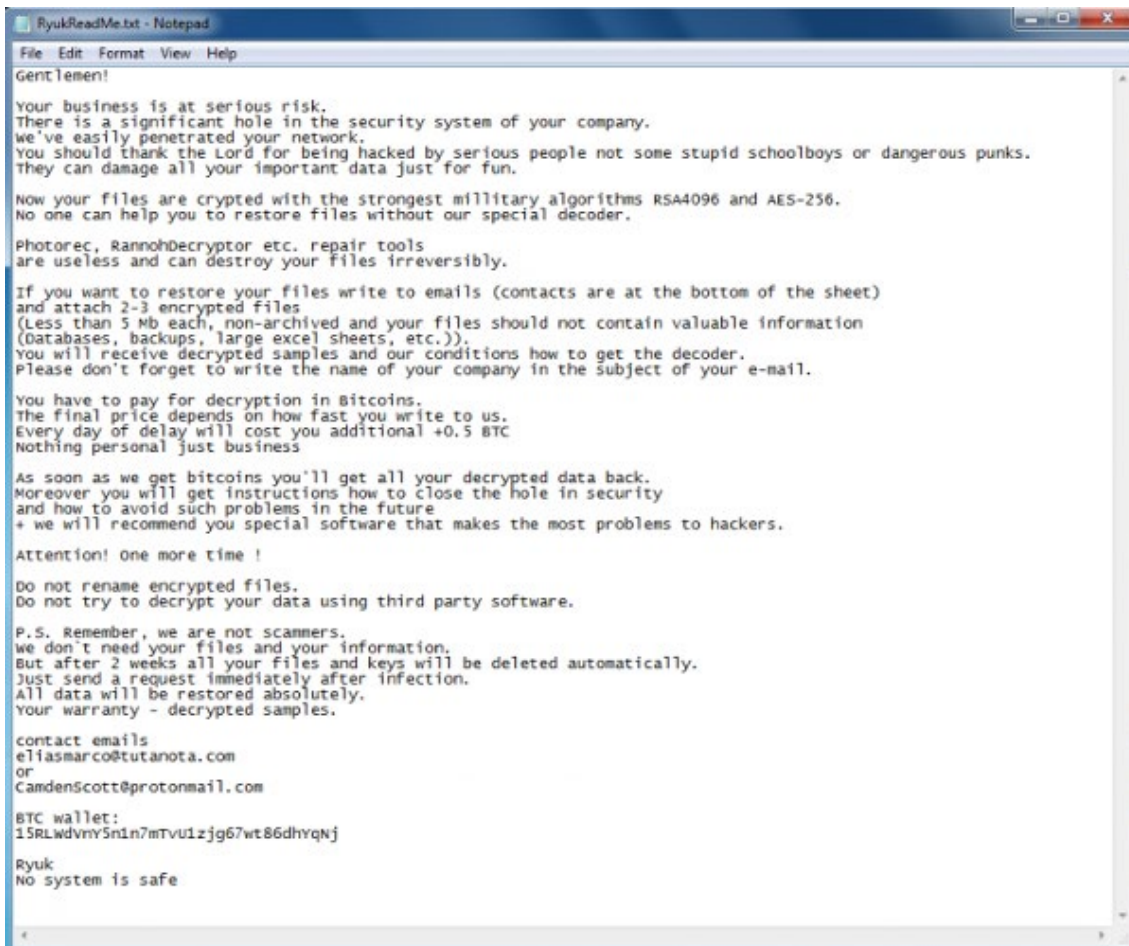 RyukReadMe.txt - Notepad
File Edit Format View Help
Gentlemen!
Your business is at serious risk.
There is a significant hole in the security system of your company.
We've easily penetrated your network.
You should thank the Lord for being hacked by serious people not some stupid schoolboys or dangerous punks.
They can damage all your important data just for fun.
Now your files are crypted with the strongest millitary algorithms RSA4096 and AES-256.
No one can help you to restore files without our special decoder.
Photorec, RannohDecryptor etc. repair tools
are useless and can destroy your files irreversibly.
If you want to restore your files write to emails (contacts are at the bottom of the sheet)
and attach 2-3 encrypted files
(Less than 5 Mb each, non-archived and your files should not contain valuable information
(Databases, backups, large excel sheets, etc.)).
You will receive decrypted samples and our conditions how to get the decoder.
Please don't forget to write the name of your company in the subject of your e-mail.
You have to pay for decryption in Bitcoins.
The final price depends on how fast you write to us.
Every day of delay will cost you additional +0.5 BTC
Nothing personal just business
As soon as we get bitcoins you'll get all your decrypted data back.
Moreover you will get instructions how to close the hole in security
and how to avoid such problems in the future
+ we will recommend you special software that makes the most problems to hackers.
Attention! One more time !
Do not rename encrypted files.
Do not try to decrypt your data using third party software.
P.S. Remember, we are not scammers.
We don`t need your files and your information.
But after 2 weeks all your files and keys will be deleted automatically.
Just send a request immediately after infection.
All data will be restored absolutely.
Your warranty - decrypted samples.
contact emails
eliasmarco@tutanota.com
or
CamdenScott@protonmail.com
BTC wallet:
15RLWdVnY5n1n7mTvU1zjg67wt86dhYqNj
Ryuk
No system is safe